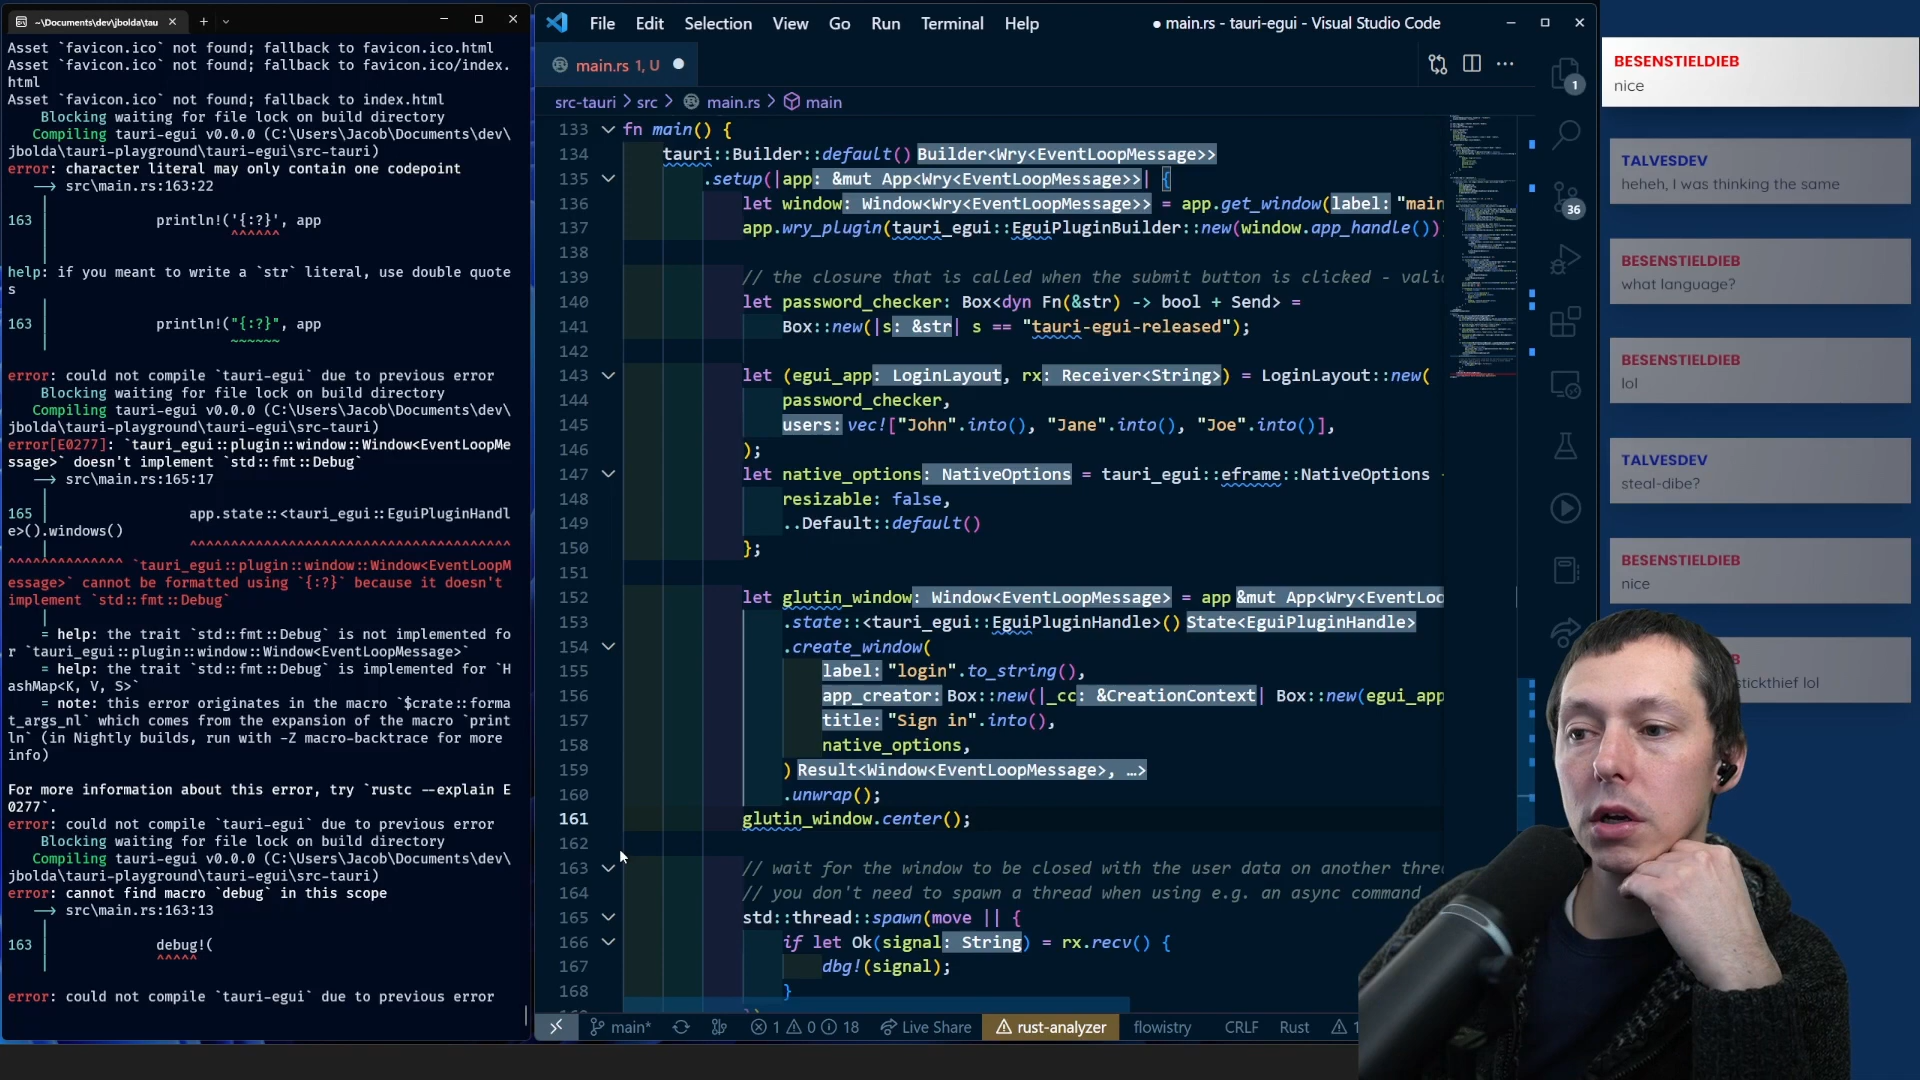 ~\Documents\dev\jbolda\tau
Asset `favicon.ico` not found; fallback to favicon.ico.html
Asset `favicon.ico` not found; fallback to favicon.ico/index.
html
Asset `favicon.ico` not found; fallback to index.html
Blocking waiting for file lock on build directory
Compiling tauri-egui v0.0.0 (C:\Users\Jacob\Documents\dev\
jbolda\tauri-playground\tauri-egui\src-tauri)
error: character literal may only contain one codepoint
--> src\main.rs:163:22
163 | println!('{:?}', app
^^^^^^
help: if you meant to write a `str` literal, use double quote
s
163 | println!("{:?}", app
~~~~~~
error: could not compile `tauri-egui` due to previous error
Blocking waiting for file lock on build directory
Compiling tauri-egui v0.0.0 (C:\Users\Jacob\Documents\dev\
jbolda\tauri-playground\tauri-egui\src-tauri)
error[E0277]: `tauri_egui::plugin::window::Window<EventLoopMe
ssage>` doesn't implement `std::fmt::Debug`
--> src\main.rs:165:17
165 | app.state::<tauri_egui::EguiPluginHandl
e>().windows()
| ^^^^^^^^^^^^^^^^^^^^^^^^^^^^^^^^^^^^^^^
^^^^^^^^^^^^^^ `tauri_egui::plugin::window::Window<EventLoopM
essage>` cannot be formatted using `{:?}` because it doesn't
implement `std::fmt::Debug`
= help: the trait `std::fmt::Debug` is not implemented fo
r `tauri_egui::plugin::window::Window<EventLoopMessage>`
= help: the trait `std::fmt::Debug` is implemented for `H
ashMap<K, V, S>`
= note: this error originates in the macro `$crate::forma
t_args_nl` which comes from the expansion of the macro `print
ln` (in Nightly builds, run with -Z macro-backtrace for more
info)
For more information about this error, try `rustc --explain E
0277`.
error: could not compile `tauri-egui` due to previous error
Blocking waiting for file lock on build directory
Compiling tauri-egui v0.0.0 (C:\Users\Jacob\Documents\dev\
jbolda\tauri-playground\tauri-egui\src-tauri)
error: cannot find macro `debug` in this scope
--> src\main.rs:163:13
163 | debug!(
^^^^^
error: could not compile `tauri-egui` due to previous error
File Edit Selection View Go Run Terminal Help ● main.rs - tauri-egui - Visual Studio Code
main.rs 1, U
src-tauri > src > main.rs > main
133 fn main() {
134 tauri::Builder::default() Builder<Wry<EventLoopMessage>>
135 .setup(|app: &mut App<Wry<EventLoopMessage>>| {
136 let window: Window<Wry<EventLoopMessage>> = app.get_window(label: "main
137 app.wry_plugin(tauri_egui::EguiPluginBuilder::new(window.app_handle())
138
139 // the closure that is called when the submit button is clicked - vali
140 let password_checker: Box<dyn Fn(&str) -> bool + Send> =
141 Box::new(|s: &str| s == "tauri-egui-released");
142
143 let (egui_app: LoginLayout, rx: Receiver<String>) = LoginLayout::new(
144 password_checker,
145 users: vec!["John".into(), "Jane".into(), "Joe".into()],
146 );
147 let native_options: NativeOptions = tauri_egui::eframe::NativeOptions
148 resizable: false,
149 ..Default::default()
150 };
151
152 let glutin_window: Window<EventLoopMessage> = app &mut App<Wry<EventLoo
153 .state::<tauri_egui::EguiPluginHandle>() State<EguiPluginHandle>
154 .create_window(
155 label: "login".to_string(),
156 app_creator: Box::new(|_cc: &CreationContext| Box::new(egui_app
157 title: "Sign in".into(),
158 native_options,
159 ) Result<Window<EventLoopMessage>, …>
160 .unwrap();
161 glutin_window.center();
162
163 // wait for the window to be closed with the user data on another thre
164 // you don't need to spawn a thread when using e.g. an async command
165 std::thread::spawn(move || {
166 if let Ok(signal: String) = rx.recv() {
167 dbg!(signal);
168 }
main* 1 0 18 Live Share rust-analyzer flowistry CRLF Rust 1
1
36
BESENSTIELDIEB
nice
TALVESDEV
heheh, I was thinking the same
BESENSTIELDIEB
what language?
BESENSTIELDIEB
lol
TALVESDEV
steal-dibe?
BESENSTIELDIEB
nice
B
stickthief lol